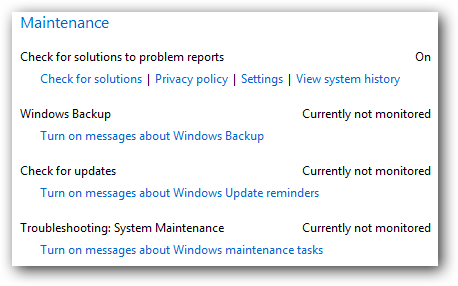 Maintenance
Check for solutions to problem reports On
Check for solutions | Privacy policy | Settings | View system history
Windows Backup Currently not monitored
Turn on messages about Windows Backup
Check for updates Currently not monitored
Turn on messages about Windows Update reminders
Troubleshooting: System Maintenance Currently not monitored
Turn on messages about Windows maintenance tasks